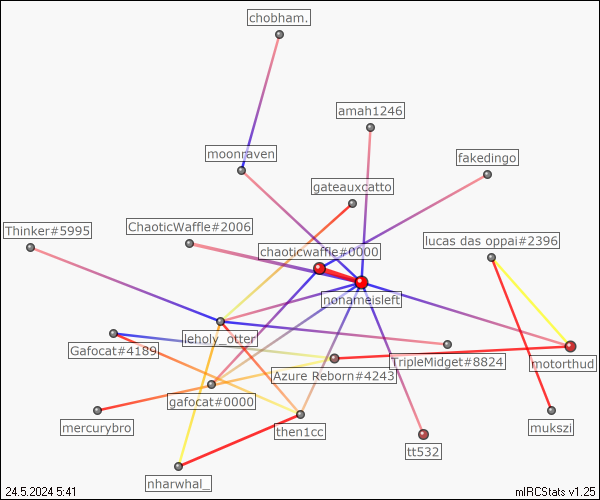 chobham.
amah1246
moonraven
fakedingo
gateauxcatto
Thinker#5995
ChaoticWaffle#2006
lucas das oppai#2396
chaoticwaffle#0000
nonameisleft
leholy_otter
Gafocat#4189
TripleMidget#8824
motorthud
Azure Reborn#4243
gafocat#0000
mercurybro
then1cc
mukszi
tt532
nharwhal_
24.5.2024 5:41
mIRCStats v1.25